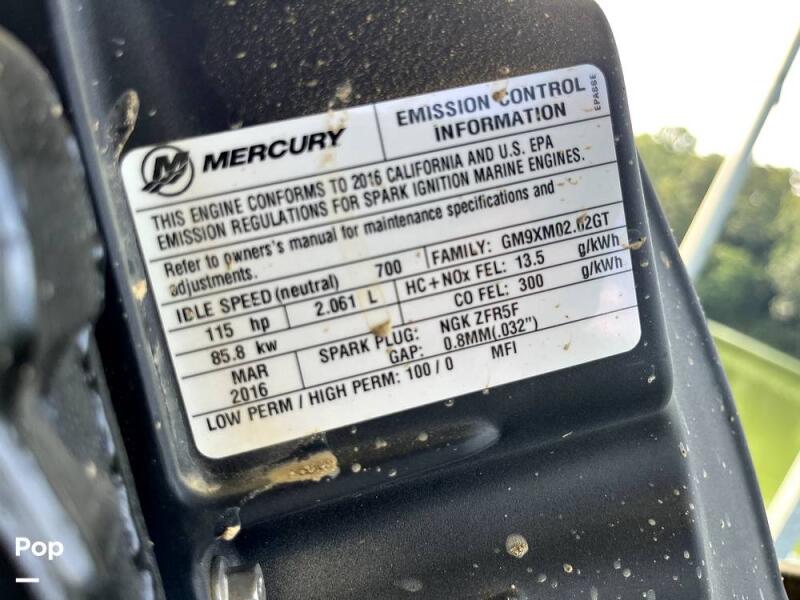 MERCURY
EMISSION CONTROL
INFORMATION
EPABBE
THIS ENGINE CONFORMS TO 2016 CALIFORNIA AND U.S. EPA
EMISSION REGULATIONS FOR SPARK IGNITION MARINE ENGINES.
Refer to owners's manual for maintenance specifications and
adjustments.
IDLE SPEED (neutral) 700
FAMILY: GM9XM02.02GT
115 hp
2.061 L
HC+NOx FEL: 13.5 g/kWh
85.8 kw
CO FEL: 300 g/kWh
MAR
2016
SPARK PLUG: NGK ZFR5F
GAP: 0.8MM(.032")
LOW PERM / HIGH PERM: 100 / 0 MFI
Pop